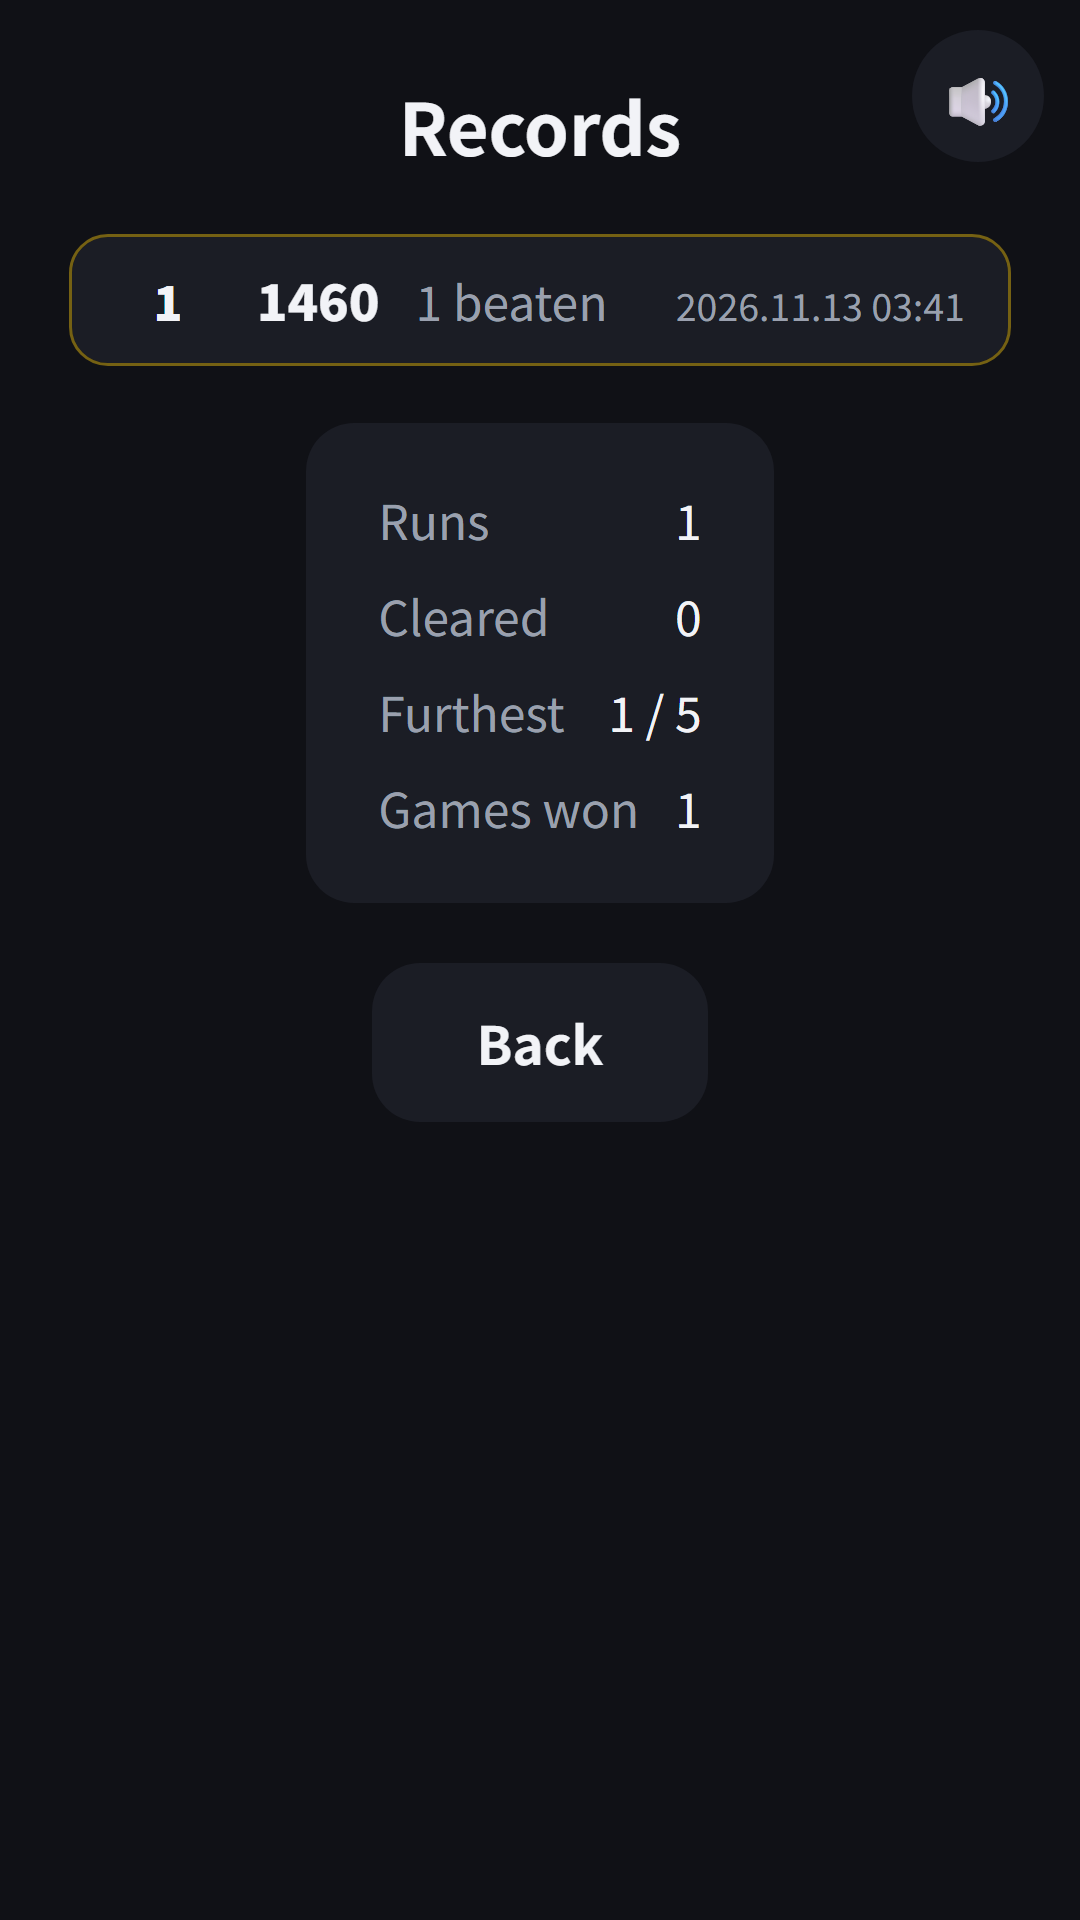 Records
1 1460 1 beaten 2026.11.13 03:41
Runs 1
Cleared 0
Furthest 1 / 5
Games won 1
Back